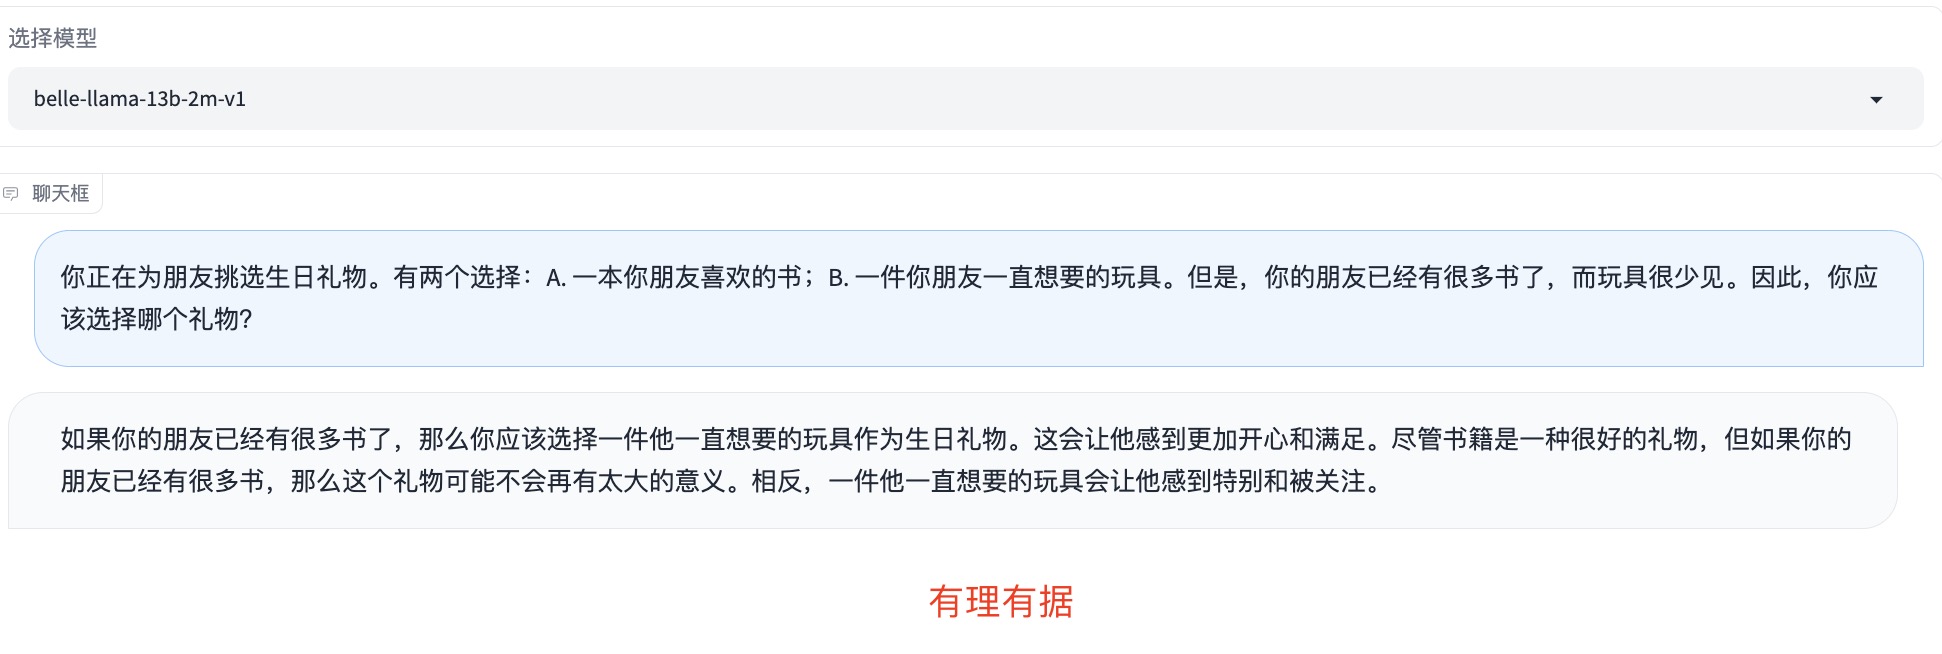 选择模型
belle-llama-13b-2m-v1
聊天框
你正在为朋友挑选生日礼物。有两个选择：A. 一本你朋友喜欢的书；B. 一件你朋友一直想要的玩具。但是，你的朋友已经有很多书了，而玩具很少见。因此，你应
该选择哪个礼物?
如果你的朋友已经有很多书了，那么你应该选择一件他一直想要的玩具作为生日礼物。这会让他感到更加开心和满足。尽管书籍是一种很好的礼物，但如果你的
朋友已经有很多书，那么这个礼物可能不会再有太大的意义。相反，一件他一直想要的玩具会让他感到特别和被关注。
有理有据